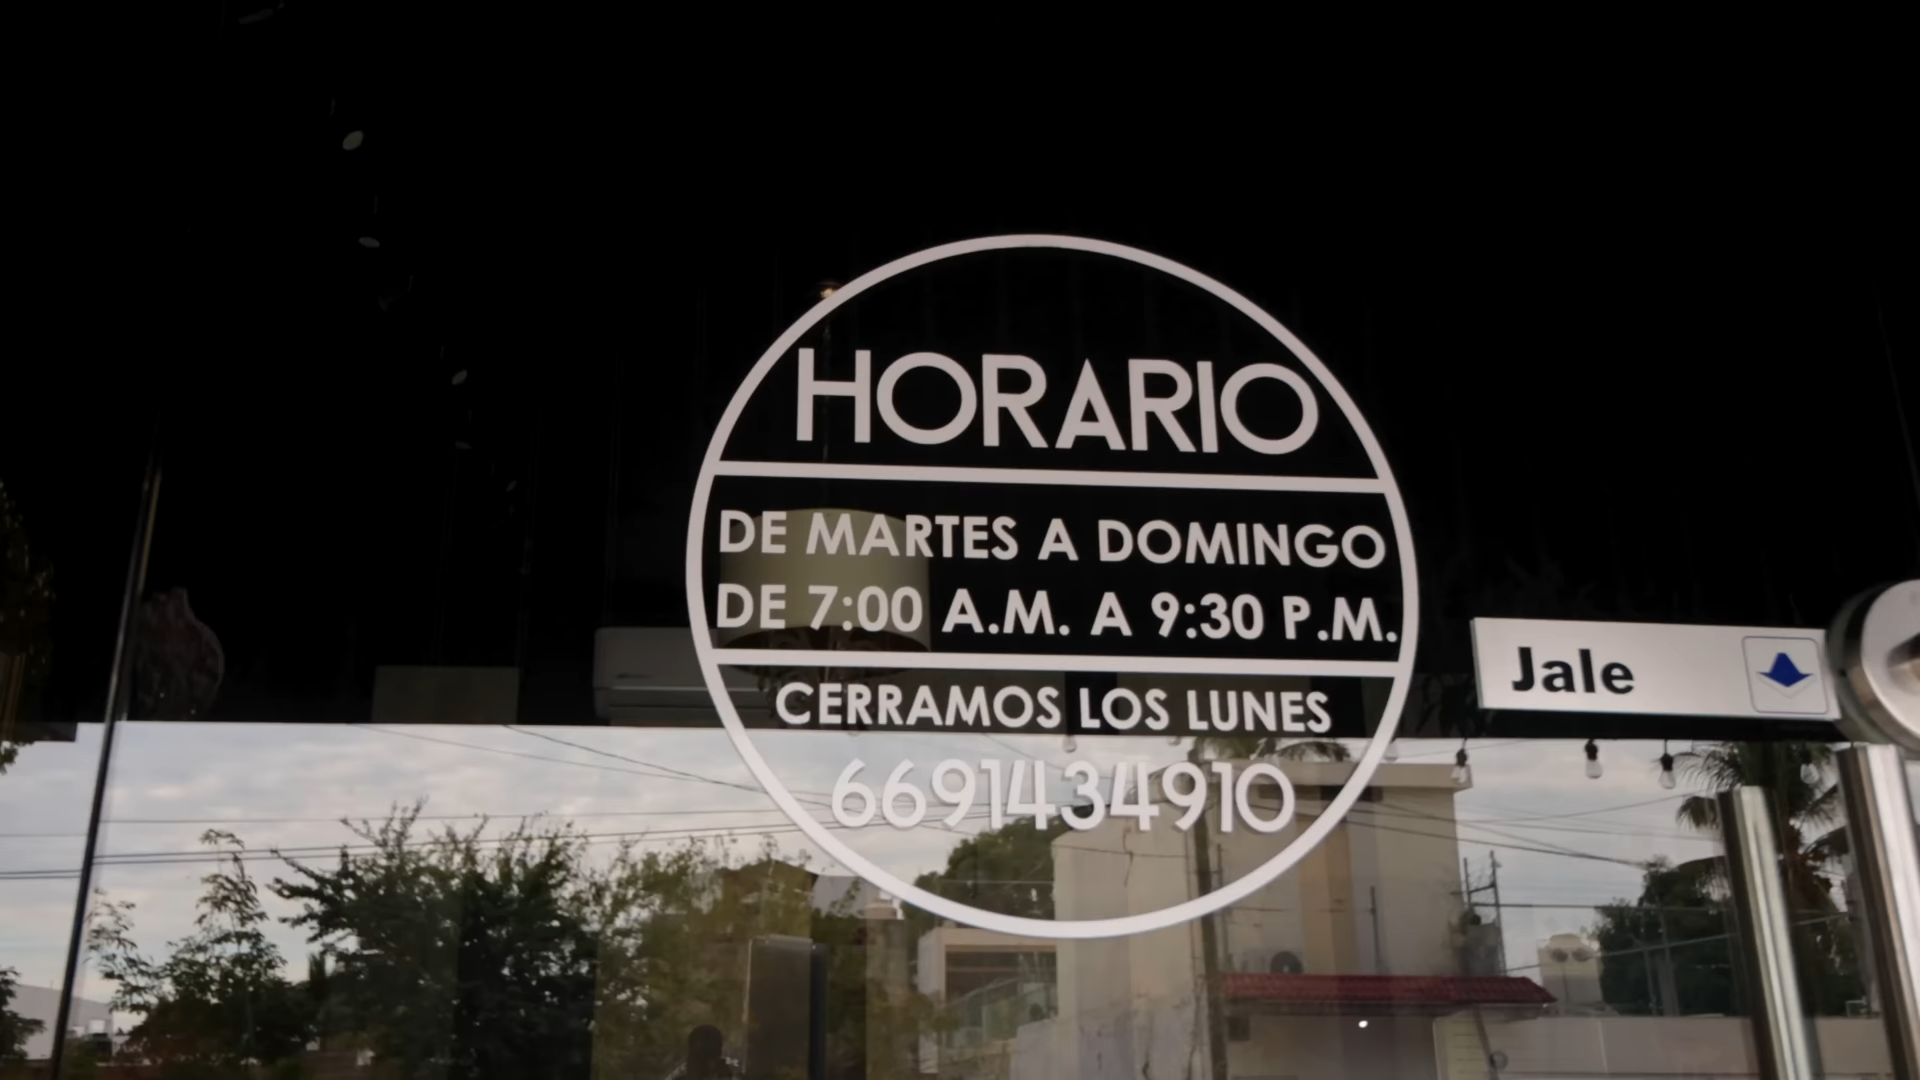 HORARIO
DE MARTES A DOMINGO
DE 7:00 A.M. A 9:30 P.M.
CERRAMOS LOS LUNES
6691434910
Jale